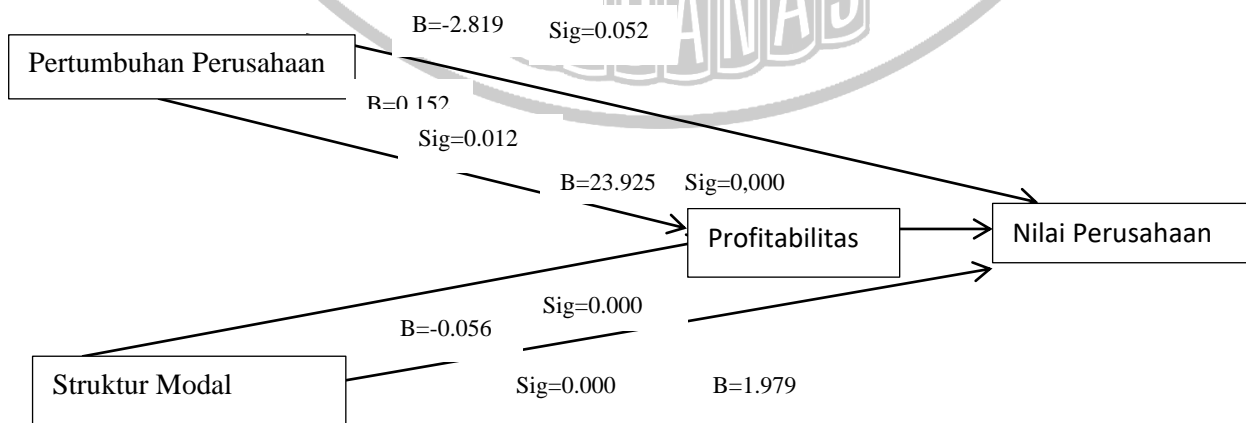 B=-2.819 Sig=0.052
Pertumbuhan Perusahaan
B=0.152
Sig=0.012
B=23.925 Sig=0,000
Profitabilitas
Nilai Perusahaan
Sig=0.000
B=-0.056
Struktur Modal
Sig=0.000 B=1.979